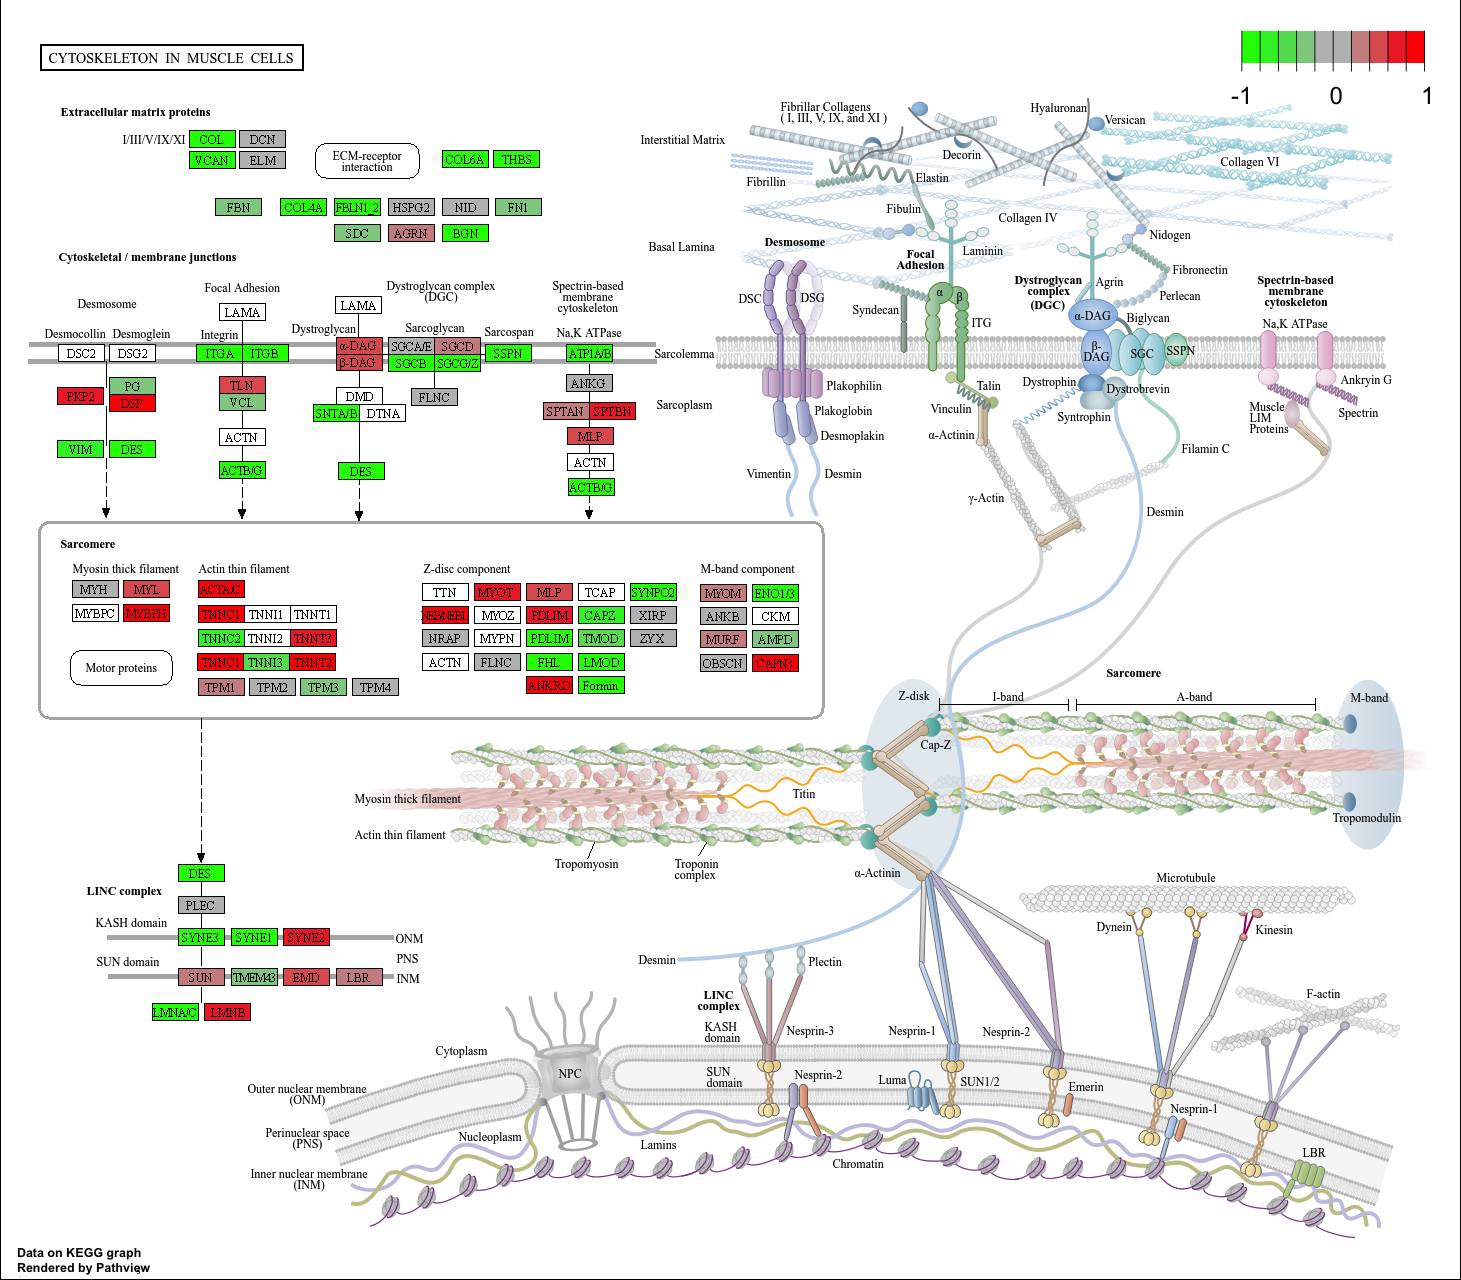 CYTOSKELETON IN MUSCLE CELLS
-1
0
1
Extracellular matrix proteins
I/III/V/IX/XI
COL
DCN
VCAN
ELM
ECM-receptor
interaction
COL6A
THBS
FBN
COL4A
FBLN1_2
HSPG2
NID
FN1
SDC
AGRN
BGN
Cytoskeletal / membrane junctions
Desmosome
Desmocollin
Desmoglein
DSC2
DSG2
PKP2
PG
DSP
VIM
DES
Focal Adhesion
LAMA
Integrin
ITGA
ITGB
TLN
VCL
ACTN
ACTB/G
Dystroglycan complex
(DGC)
LAMA
Dystroglycan
Sarcoglycan
Sarcospan
α-DAG
SGCA/E
SGCD
β-DAG
SGCB
SGCG/Z
SSPN
DMD
FLNC
SNTA/B
DTNA
DES
Spectrin-based
membrane
cytoskeleton
Na,K ATPase
ATP1A/B
ANKG
SPTAN
SPTBN
MLP
ACTN
ACTB/G
Sarcomere
Myosin thick filament
MYH
MYL
MYBPC
MYBPH
Motor proteins
Actin thin filament
ACTA/C
TNNC1
TNNI1
TNNT1
TNNC2
TNNI2
TNNT3
TNNC1
TNNI3
TNNT2
TPM1
TPM2
TPM3
TPM4
Z-disc component
TTN
MYOT
MLP
TCAP
SYNPO2
MYOZ
PDLIM
CAPZ
XIRP
NRAP
MYPN
PDLIM
TMOD
ZYX
ACTN
FLNC
FHL
LMOD
ANKRD
Formin
M-band component
MYOM
ENO1/3
ANKB
CKM
MURF
AMPD
OBSCN
CAPN3
LINC complex
DES
PLEC
KASH domain
SYNE3
SYNE1
SYNE2
ONM
PNS
SUN domain
SUN
TMEM43
EMD
LBR
INM
LMNA/C
LMNB
Interstitial Matrix
Fibrillar Collagens
( I, III, V, IX, and XI )
Hyaluronan
Versican
Decorin
Collagen VI
Fibrillin
Elastin
Fibulin
Collagen IV
Nidogen
Basal Lamina
Desmosome
Focal
Adhesion
Laminin
Fibronectin
Dystroglycan
complex
(DGC)
Agrin
Perlecan
Spectrin-based
membrane
cytoskeleton
DSC
DSG
Syndecan
α
β
ITG
α-DAG
Biglycan
Na,K ATPase
Sarcolemma
β-
DAG
SGC
SSPN
Plakophilin
Talin
Dystrophin
Dystrobrevin
Ankryin G
Sarcoplasm
Plakoglobin
Vinculin
Syntrophin
Muscle
LIM
Proteins
Spectrin
Desmoplakin
α-Actinin
Filamin C
Vimentin
Desmin
γ-Actin
Desmin
Sarcomere
Z-disk
I-band
A-band
M-band
Cap-Z
Titin
Myosin thick filament
Actin thin filament
Tropomodulin
Tropomyosin
Troponin
complex
α-Actinin
Microtubule
Dynein
Kinesin
Desmin
Plectin
LINC
complex
F-actin
KASH
domain
Nesprin-3
Nesprin-1
Nesprin-2
Cytoplasm
NPC
SUN
domain
Nesprin-2
Luma
SUN1/2
Emerin
Outer nuclear membrane
(ONM)
Nesprin-1
Perinuclear space
(PNS)
Nucleoplasm
Lamins
Chromatin
LBR
Inner nuclear membrane
(INM)
Data on KEGG graph
Rendered by Pathview